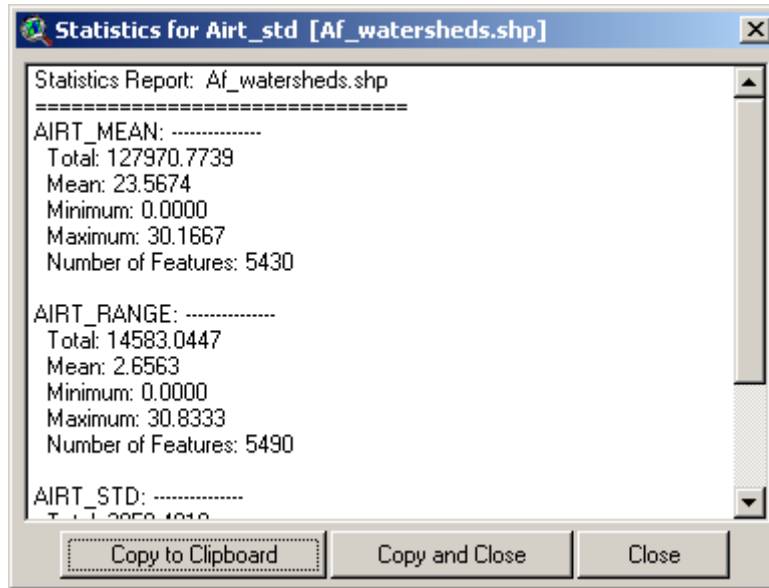 Statistics for Airt_std [Af_watersheds.shp]
Statistics Report: Af_watersheds.shp
===============================
AIRT_MEAN: ---------------
Total: 127970.7739
Mean: 23.5674
Minimum: 0.0000
Maximum: 30.1667
Number of Features: 5430
AIRT_RANGE: ---------------
Total: 14583.0447
Mean: 2.6563
Minimum: 0.0000
Maximum: 30.8333
Number of Features: 5490
AIRT_STD: ---------------
Copy to Clipboard Copy and Close Close